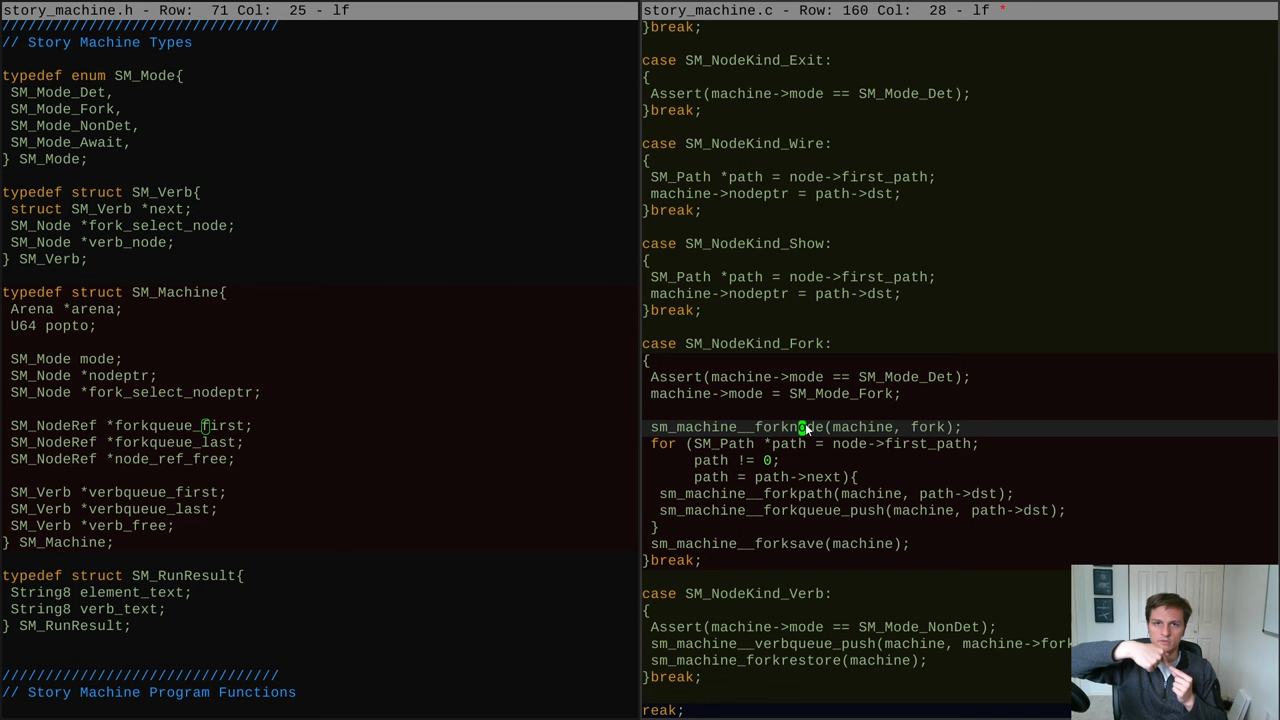 story_machine.h - Row:  71 Col:  25 - lf
////////////////////////////////
// Story Machine Types
typedef enum SM_Mode{
SM_Mode_Det,
SM_Mode_Fork,
SM_Mode_NonDet,
SM_Mode_Await,
} SM_Mode;
typedef struct SM_Verb{
struct SM_Verb *next;
SM_Node *fork_select_node;
SM_Node *verb_node;
} SM_Verb;
typedef struct SM_Machine{
Arena *arena;
U64 popto;
SM_Mode mode;
SM_Node *nodeptr;
SM_Node *fork_select_nodeptr;
SM_NodeRef *forkqueue_first;
SM_NodeRef *forkqueue_last;
SM_NodeRef *node_ref_free;
SM_Verb *verbqueue_first;
SM_Verb *verbqueue_last;
SM_Verb *verb_free;
} SM_Machine;
typedef struct SM_RunResult{
String8 element_text;
String8 verb_text;
} SM_RunResult;
////////////////////////////////
// Story Machine Program Functions
story_machine.c - Row: 160 Col:  28 - lf *
}break;
case SM_NodeKind_Exit:
{
Assert(machine->mode == SM_Mode_Det);
}break;
case SM_NodeKind_Wire:
{
SM_Path *path = node->first_path;
machine->nodeptr = path->dst;
}break;
case SM_NodeKind_Show:
{
SM_Path *path = node->first_path;
machine->nodeptr = path->dst;
}break;
case SM_NodeKind_Fork:
{
Assert(machine->mode == SM_Mode_Det);
machine->mode = SM_Mode_Fork;
sm_machine__forknode(machine, fork);
for (SM_Path *path = node->first_path;
path != 0;
path = path->next){
sm_machine__forkpath(machine, path->dst);
sm_machine__forkqueue_push(machine, path->dst);
}
sm_machine__forksave(machine);
}break;
case SM_NodeKind_Verb:
{
Assert(machine->mode == SM_Mode_NonDet);
sm_machine__verbqueue_push(machine, machine->fork
sm_machine_forkrestore(machine);
}break;
reak;